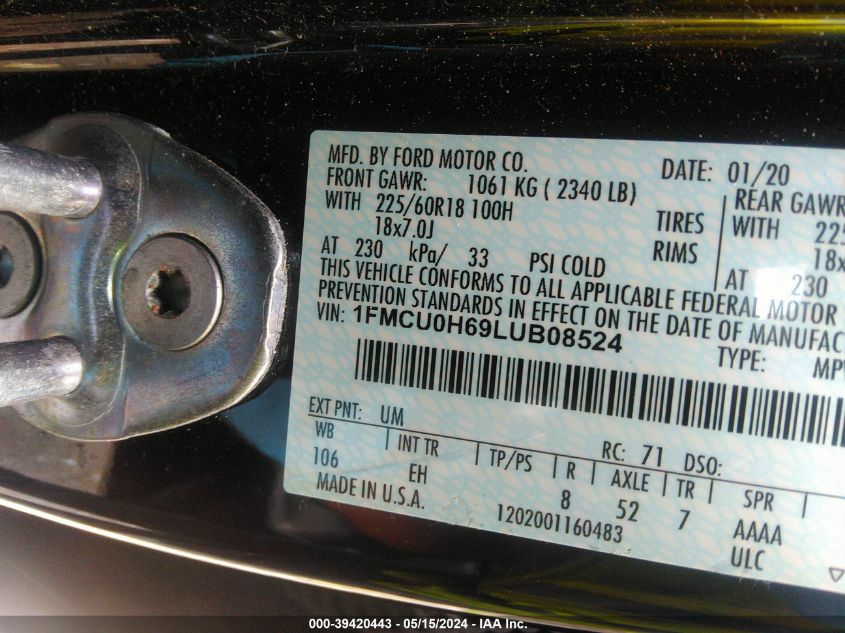 MFD. BY FORD MOTOR CO. DATE: 01/20
FRONT GAWR: 1061 KG ( 2340 LB) REAR GAWR
WITH 225/60R18 100H TIRES WITH 225
18x7.0J RIMS 18x
AT 230 kPa/ 33 PSI COLD AT 230
THIS VEHICLE CONFORMS TO ALL APPLICABLE FEDERAL MOTOR
PREVENTION STANDARDS IN EFFECT ON THE DATE OF MANUFAC
VIN: 1FMCU0H69LUB08524
TYPE: MPV
EXT PNT: UM RC: 71 DSO:
WB INT TR TP/PS R AXLE TR SPR
106 EH 8 52 7 AAAA
MADE IN U.S.A. 1202001160483 ULC
000-39420443 - 05/15/2024 - IAA Inc.